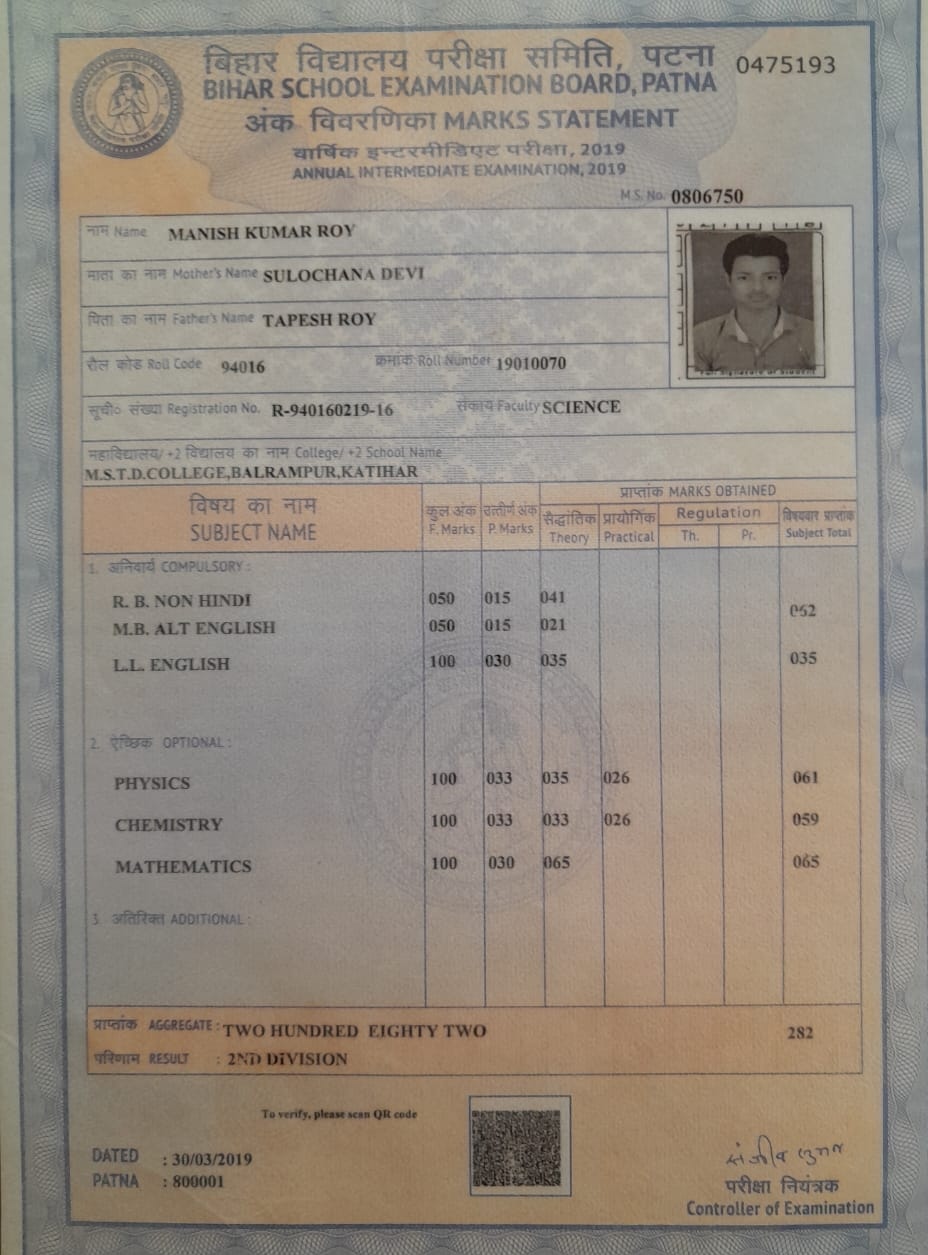 बिहार विद्यालय परीक्षा समिति, पटना
0475193
BIHAR SCHOOL EXAMINATION BOARD, PATNA
अंक विवरणिका MARKS STATEMENT
वार्षिक इन्टरमीडिएट परीक्षा, 2019
ANNUAL INTERMEDIATE EXAMINATION, 2019
M.S. No. 0806750
नाम Name MANISH KUMAR ROY
माता का नाम Mother's Name SULOCHANA DEVI
पिता का नाम Father's Name TAPESH ROY
रौल कोड Roll Code 94016 क्रमांक Roll Number 19010070
सूची० संख्या Registration No. R-940160219-16 संकाय Faculty SCIENCE
महाविद्यालय/ +2 विद्यालय का नाम College/ +2 School Name
M.S.T.D.COLLEGE,BALRAMPUR,KATIHAR
विषय का नाम कुल अंक उत्तीर्ण अंक प्राप्तांक MARKS OBTAINED
SUBJECT NAME F. Marks P. Marks सैद्धांतिक प्रायोगिक Regulation विषयवार प्राप्तांक
Theory Practical Th. Pr. Subject Total
1. अनिवार्य COMPULSORY :
R. B. NON HINDI 050 015 041
062
M.B. ALT ENGLISH 050 015 021
L.L. ENGLISH 100 030 035 035
2. ऐच्छिक OPTIONAL :
PHYSICS 100 033 035 026 061
CHEMISTRY 100 033 033 026 059
MATHEMATICS 100 030 065 065
3. अतिरिक्त ADDITIONAL :
प्राप्तांक AGGREGATE : TWO HUNDRED EIGHTY TWO 282
परिणाम RESULT : 2ND DIVISION
To verify, please scan QR code
DATED : 30/03/2019
PATNA : 800001
परीक्षा नियंत्रक
Controller of Examination